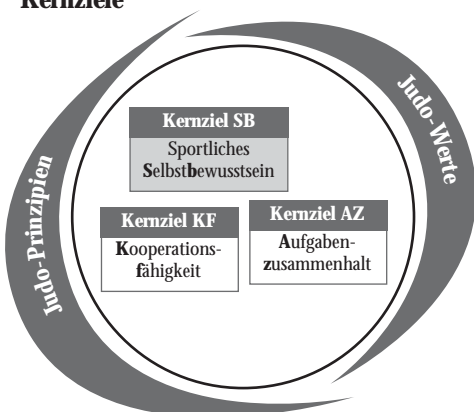 Kernziele
Judo-Werte
Kernziel SB
Sportliches
Selbstbewusstsein
Judo-Prinzipien
Kernziel KF
Kooperations-
fähigkeit
Kernziel AZ
Aufgaben-
zusammenhalt